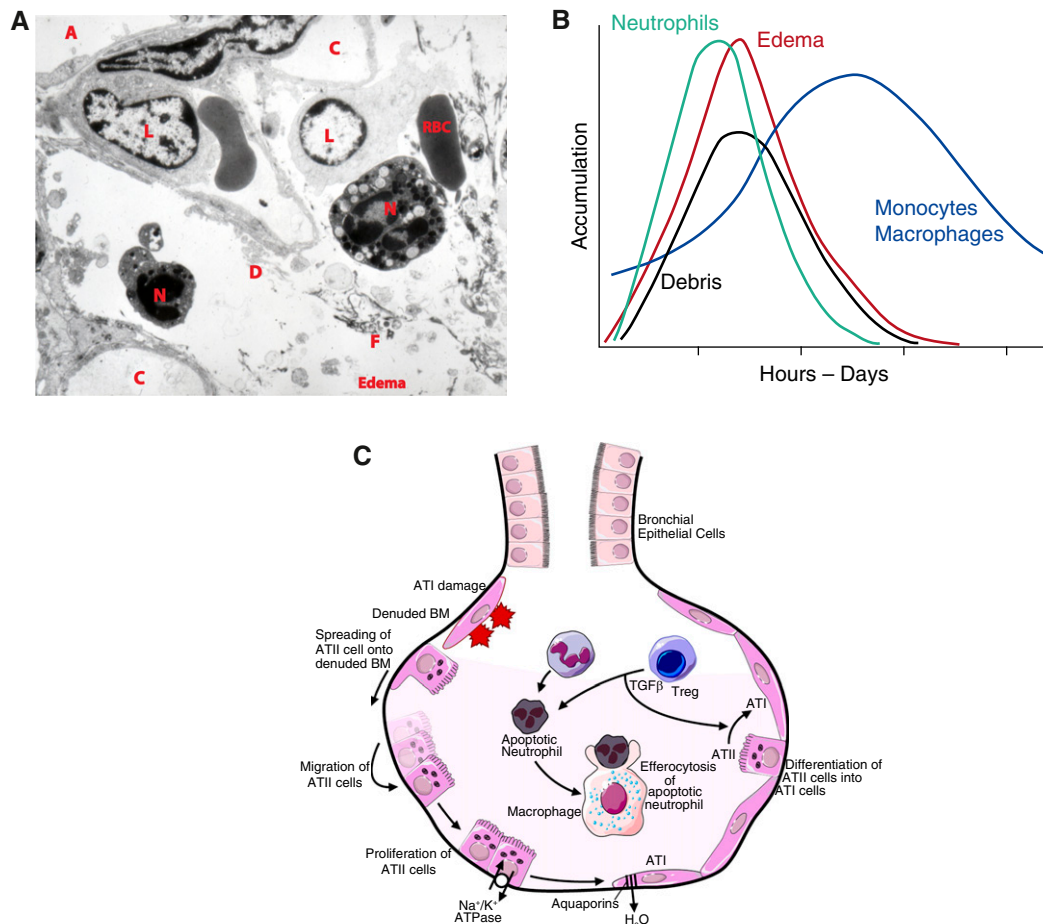 A
A
C
L
L
RBC
N
D
N
F
C
Edema
B
Neutrophils
Edema
Monocytes
Macrophages
Debris
Accumulation
Hours – Days
C
Bronchial
Epithelial Cells
ATI damage
Denuded BM
Spreading of
ATII cell onto
denuded BM
TGFβ
Treg
ATI
ATII
Apoptotic
Neutrophil
Efferocytosis
of
apoptotic
neutrophil
Differentiation of
ATII cells into
ATI cells
Migration of
ATII cells
Macrophage
Proliferation of
ATII cells
ATI
Na⁺/K⁺
ATPase
Aquaporins
H₂O